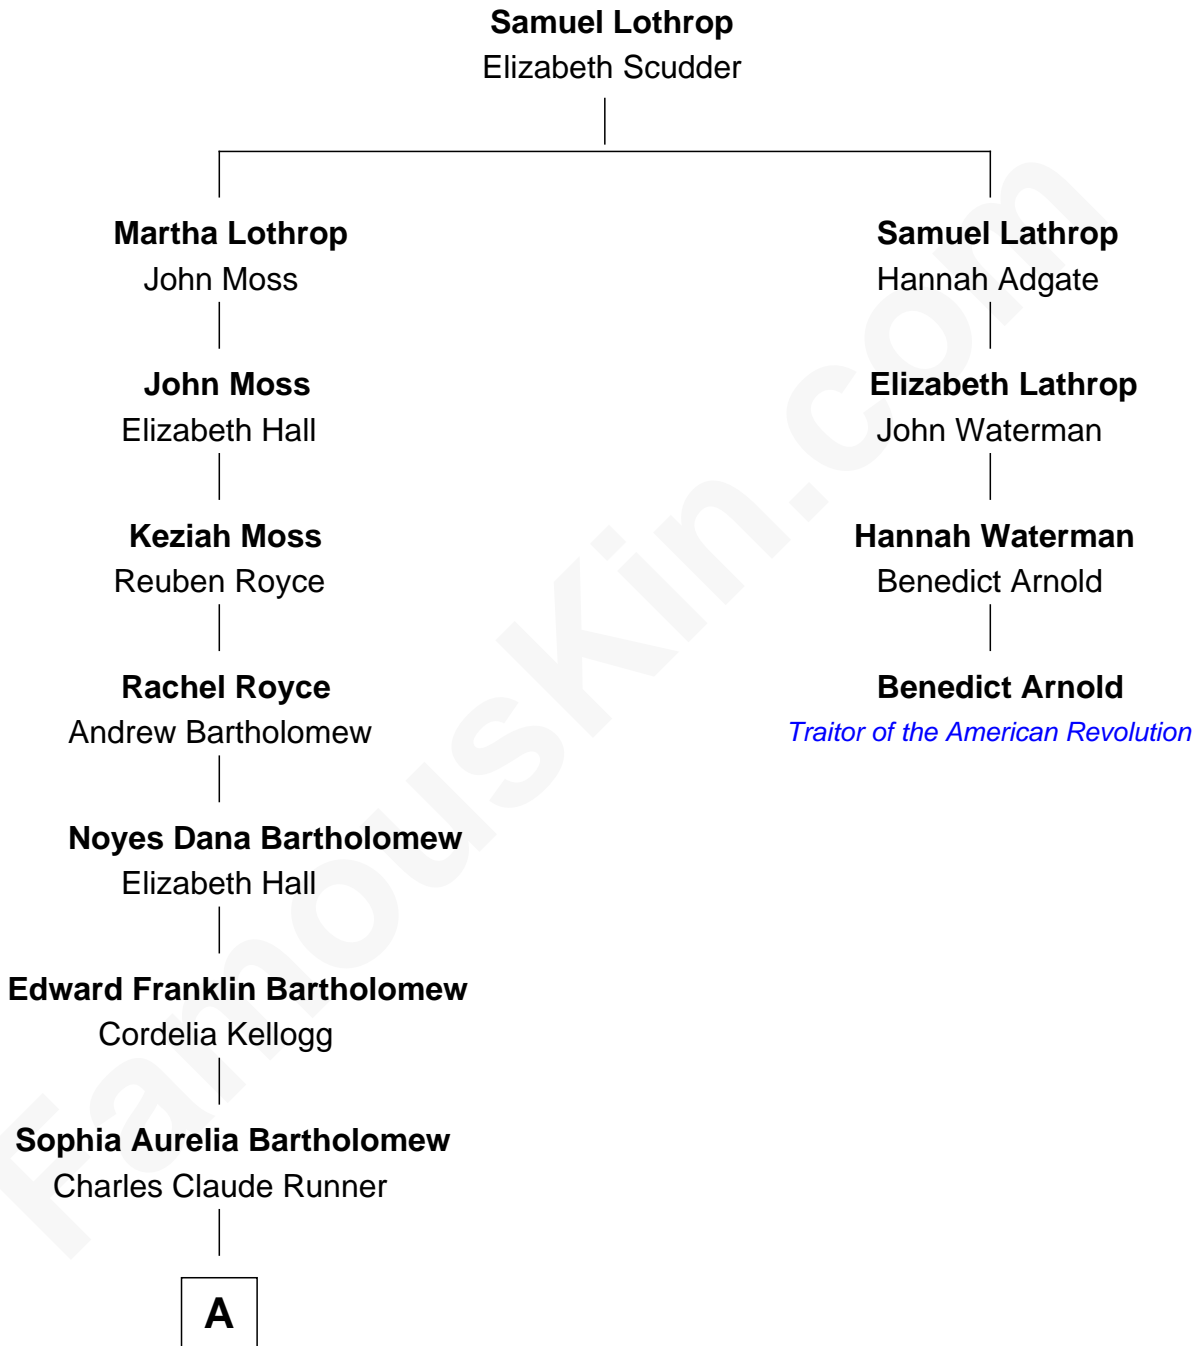 Samuel Lothrop
Elizabeth Scudder
Martha Lothrop
John Moss
John Moss
Elizabeth Hall
Keziah Moss
Reuben Royce
Rachel Royce
Andrew Bartholomew
Noyes Dana Bartholomew
Elizabeth Hall
Edward Franklin Bartholomew
Cordelia Kellogg
Sophia Aurelia Bartholomew
Charles Claude Runner
A
Samuel Lathrop
Hannah Adgate
Elizabeth Lathrop
John Waterman
Hannah Waterman
Benedict Arnold
Benedict Arnold
Traitor of the American Revolution
FamousKin.com